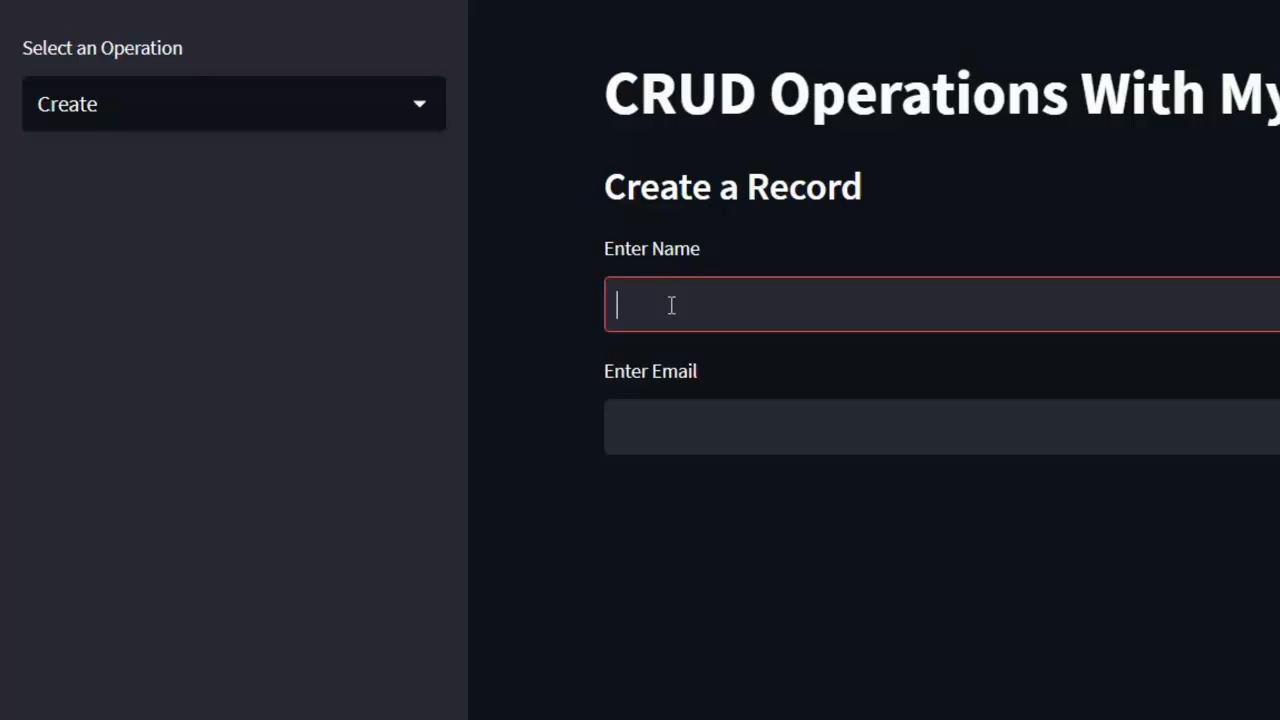 Select an Operation
Create
CRUD Operations With My
Create a Record
Enter Name
Enter Email